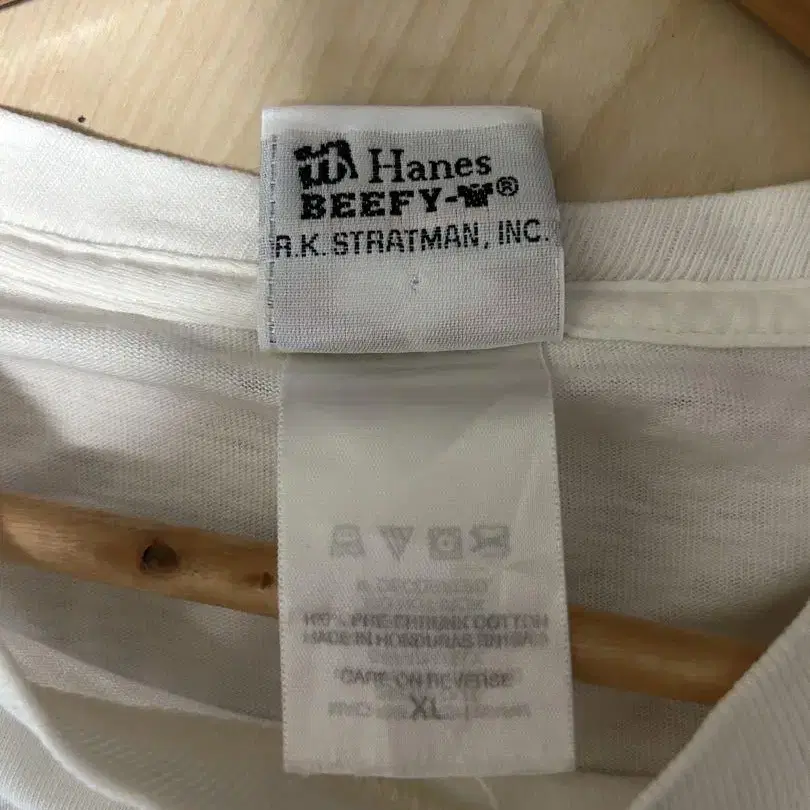 Hanes
BEEFY-®
R.K. STRATMAN, INC.
100% PRE-SHRUNK COTTON
MADE IN HONDURAS
CARE ON REVERSE
XL